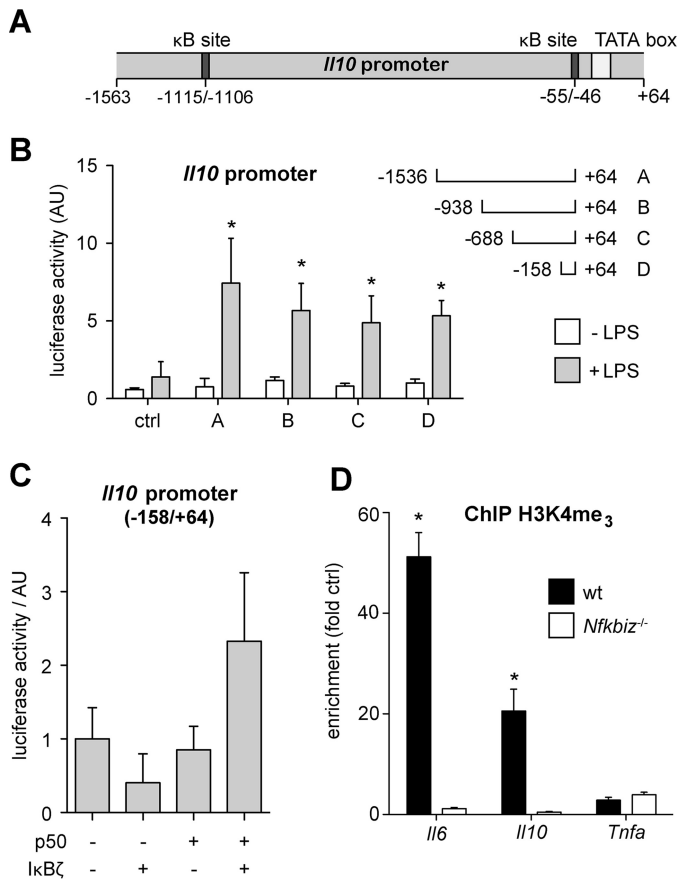 A
κB site
κB site
TATA box
Il10 promoter
-1563
-1115/-1106
-55/-46
+64
B
Il10 promoter
luciferase activity (AU)
15
10
5
0
*
*
*
*
ctrl
A
B
C
D
-1536
+64
A
-938
+64
B
-688
+64
C
-158
+64
D
- LPS
+ LPS
C
Il10 promoter
(-158/+64)
luciferase activity / AU
4
3
2
1
0
p50 - - + +
IκBζ - + - +
D
ChIP H3K4me3
enrichment (fold ctrl)
60
60
20
0
*
*
wt
Nfkbiz-/-
Il6
Il10
Tnfa